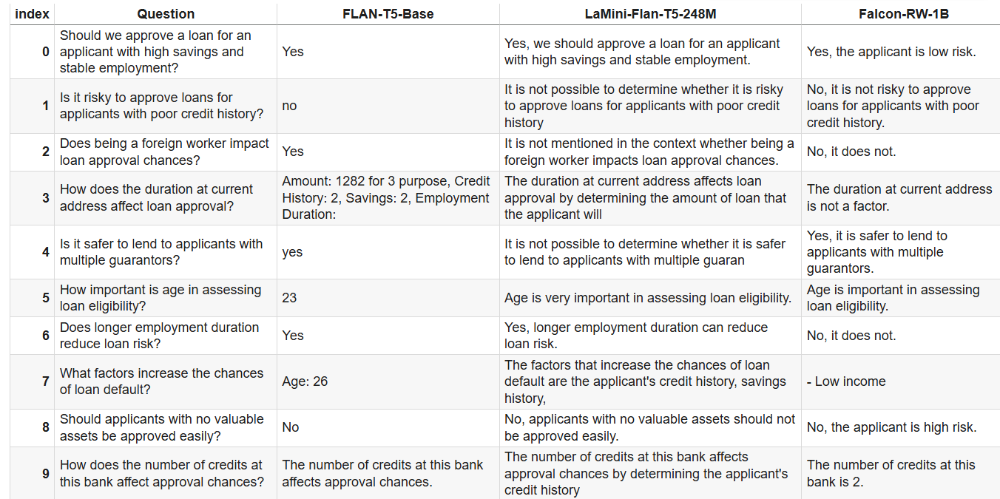 index Question FLAN-T5-Base LaMini-Flan-T5-248M Falcon-RW-1B
0
Should we approve a loan for an
applicant with high savings and
stable employment?
Yes
Yes, we should approve a loan for an applicant
with high savings and stable employment.
Yes, the applicant is low risk.
1
Is it risky to approve loans for
applicants with poor credit history?
no
It is not possible to determine whether it is risky
to approve loans for applicants with poor credit
history
No, it is not risky to approve
loans for applicants with poor
credit history.
2
Does being a foreign worker impact
loan approval chances?
Yes
It is not mentioned in the context whether being a
foreign worker impacts loan approval chances.
No, it does not.
3
How does the duration at current
address affect loan approval?
Amount: 1282 for 3 purpose, Credit
History: 2, Savings: 2, Employment
Duration:
The duration at current address affects loan
approval by determining the amount of loan that
the applicant will
The duration at current address
is not a factor.
4
Is it safer to lend to applicants with
multiple guarantors?
yes
It is not possible to determine whether it is safer
to lend to applicants with multiple guaran
Yes, it is safer to lend to
applicants with multiple
guarantors.
5
How important is age in assessing
loan eligibility?
23
Age is very important in assessing loan eligibility.
Age is important in assessing
loan eligibility.
6
Does longer employment duration
reduce loan risk?
Yes
Yes, longer employment duration can reduce
loan risk.
No, it does not.
7
What factors increase the chances
of loan default?
Age: 26
The factors that increase the chances of loan
default are the applicant's credit history, savings
history,
- Low income
8
Should applicants with no valuable
assets be approved easily?
No
No, applicants with no valuable assets should not
be approved easily.
No, the applicant is high risk.
9
How does the number of credits at
this bank affect approval chances?
The number of credits at this bank
affects approval chances.
The number of credits at this bank affects
approval chances by determining the applicant's
credit history
The number of credits at this
bank is 2.